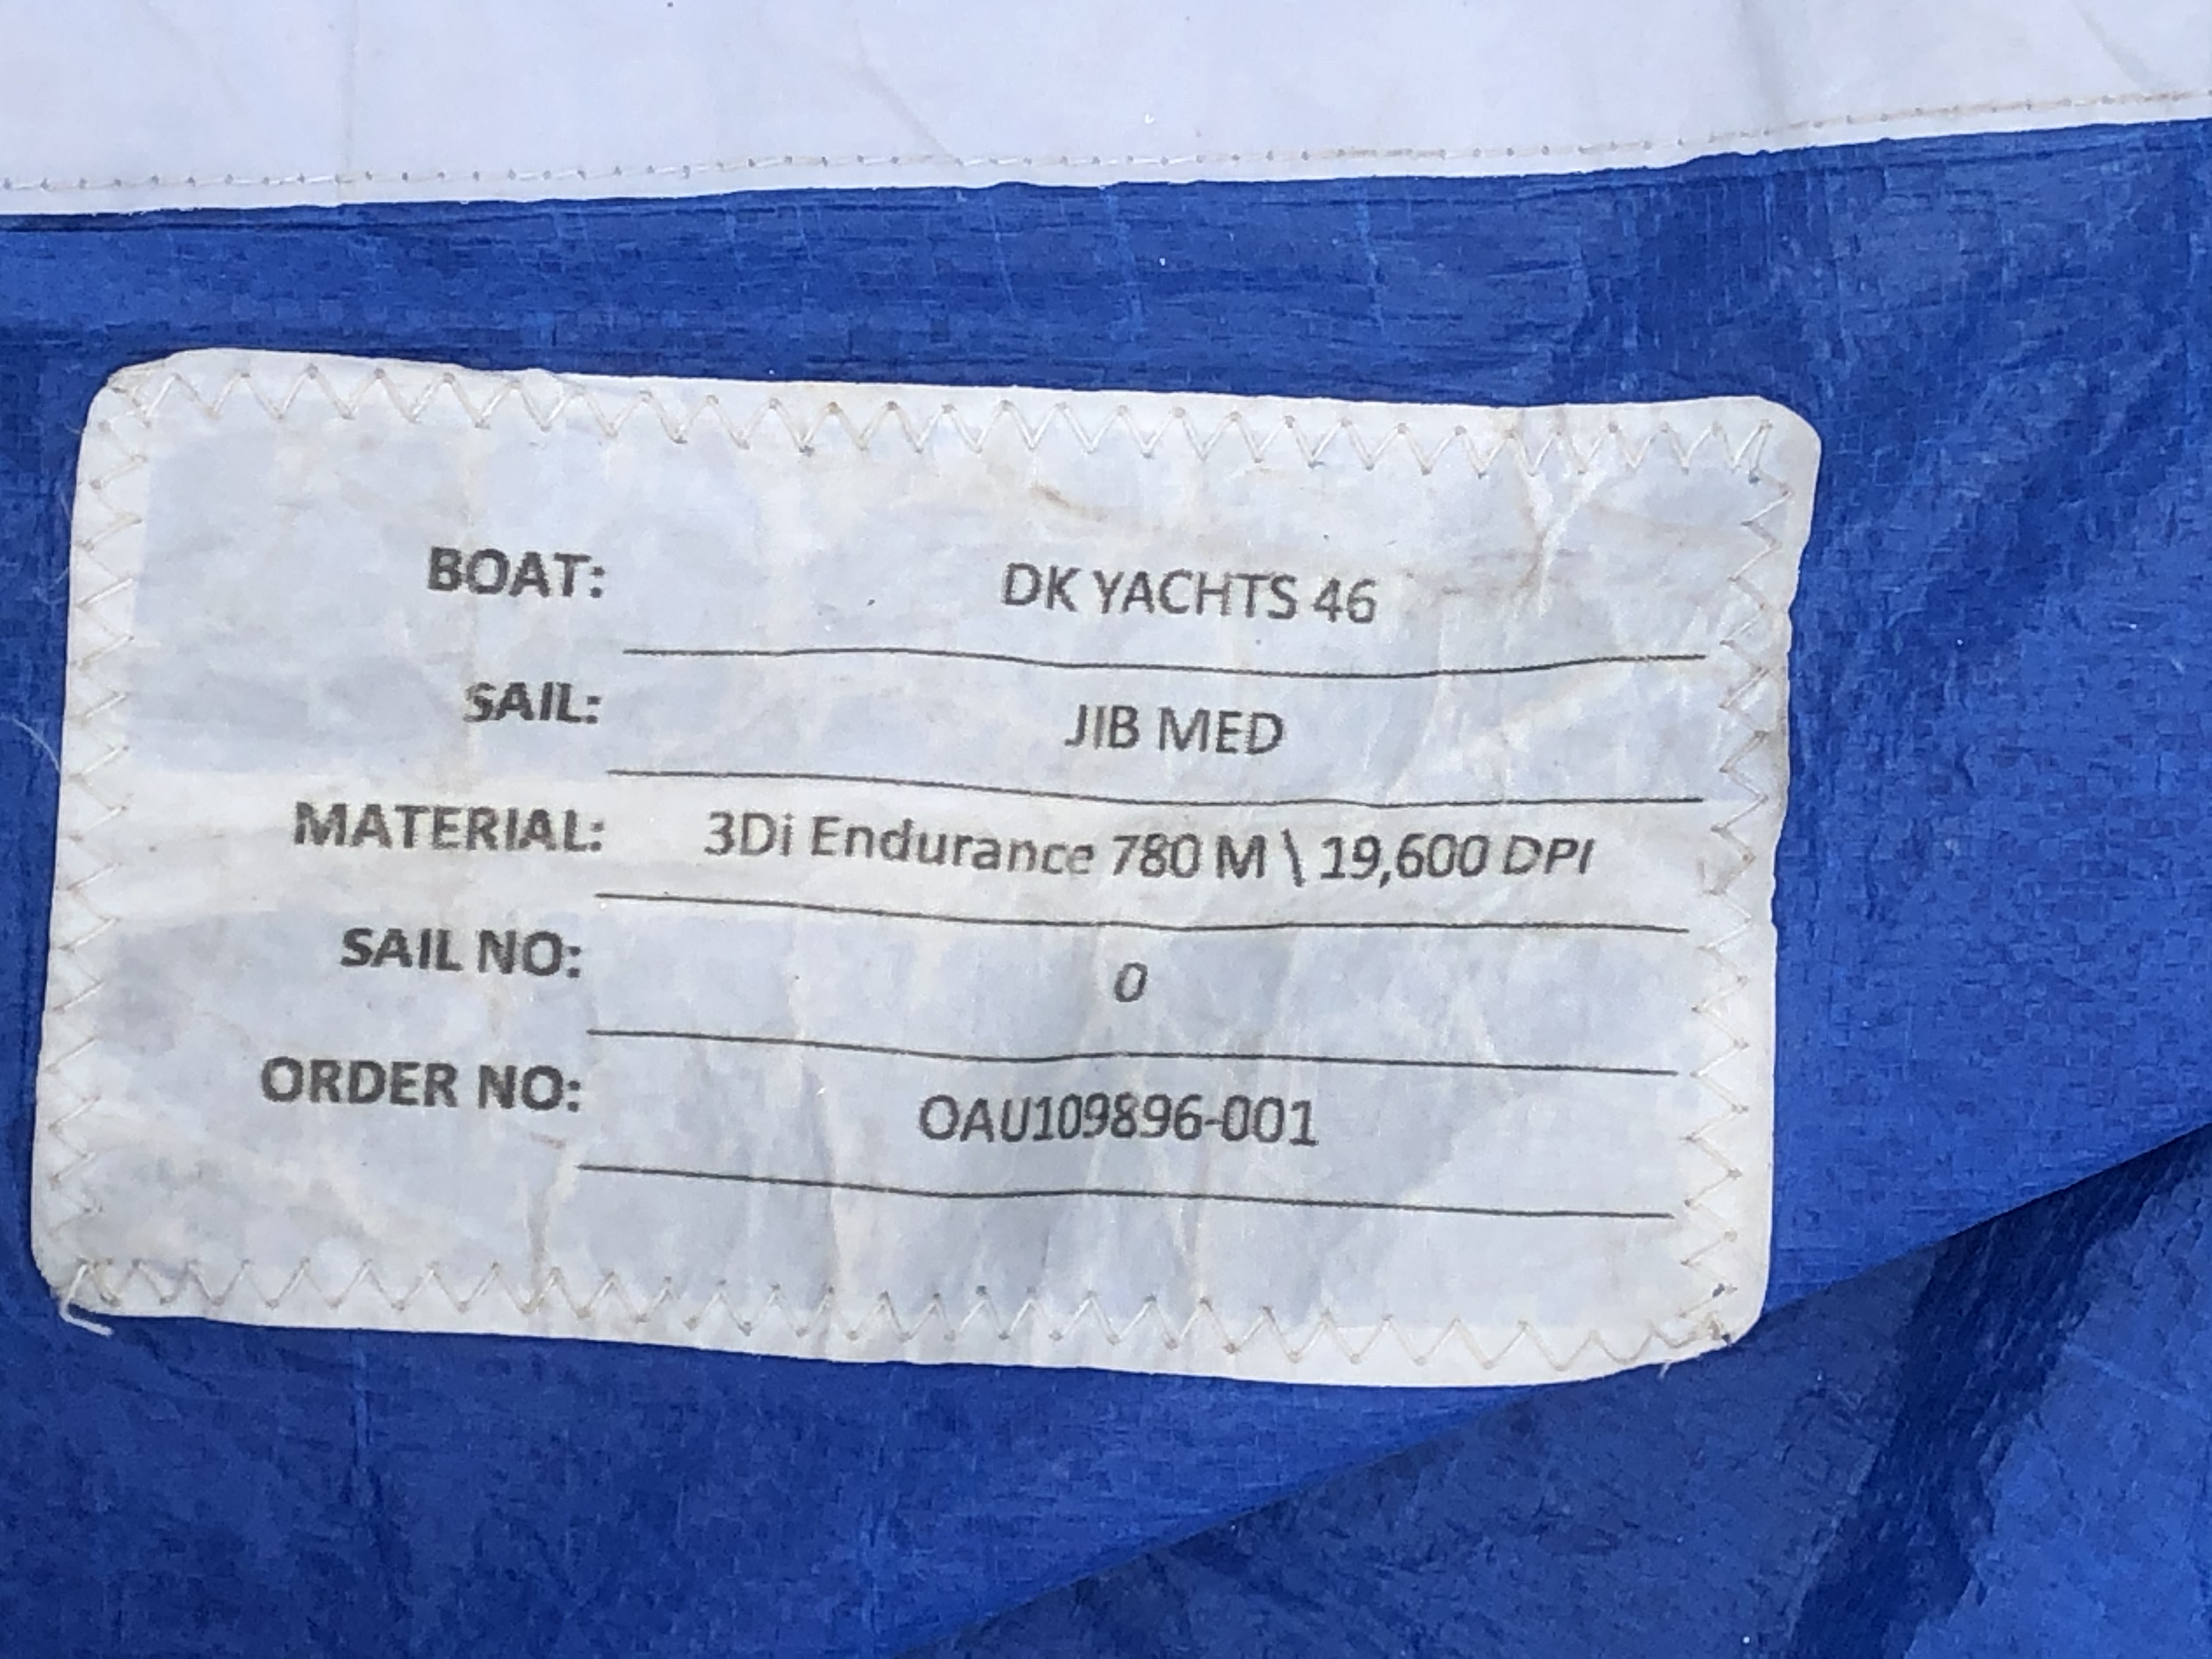 BOAT: DK YACHTS 46
SAIL: JIB MED
MATERIAL: 3Di Endurance 780 M \ 19,600 DPI
SAIL NO: 0
ORDER NO: OAU109896-001